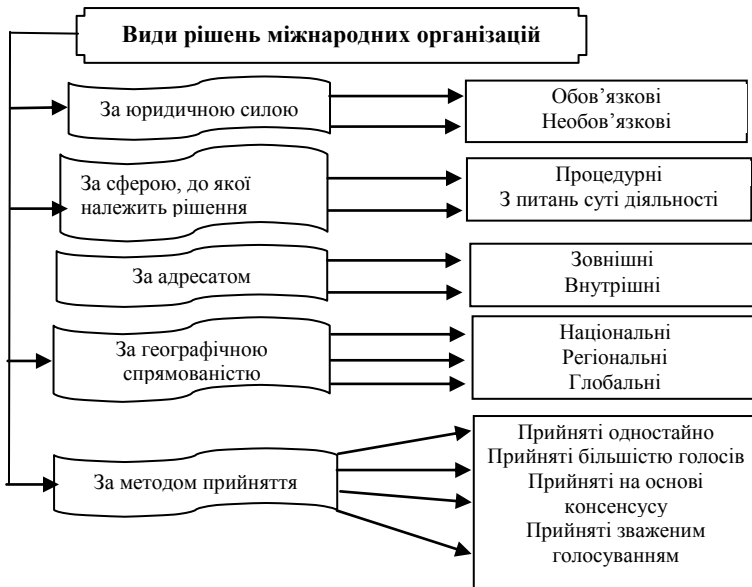 Види рішень міжнародних організацій
За юридичною силою
Обов’язкові
Необов’язкові
За сферою, до якої
належить рішення
Процедурні
З питань суті діяльності
За адресатом
Зовнішні
Внутрішні
За географічною
спрямованістю
Національні
Регіональні
Глобальні
За методом прийняття
Прийняті одностайно
Прийняті більшістю голосів
Прийняті на основі
консенсусу
Прийняті зваженим
голосуванням